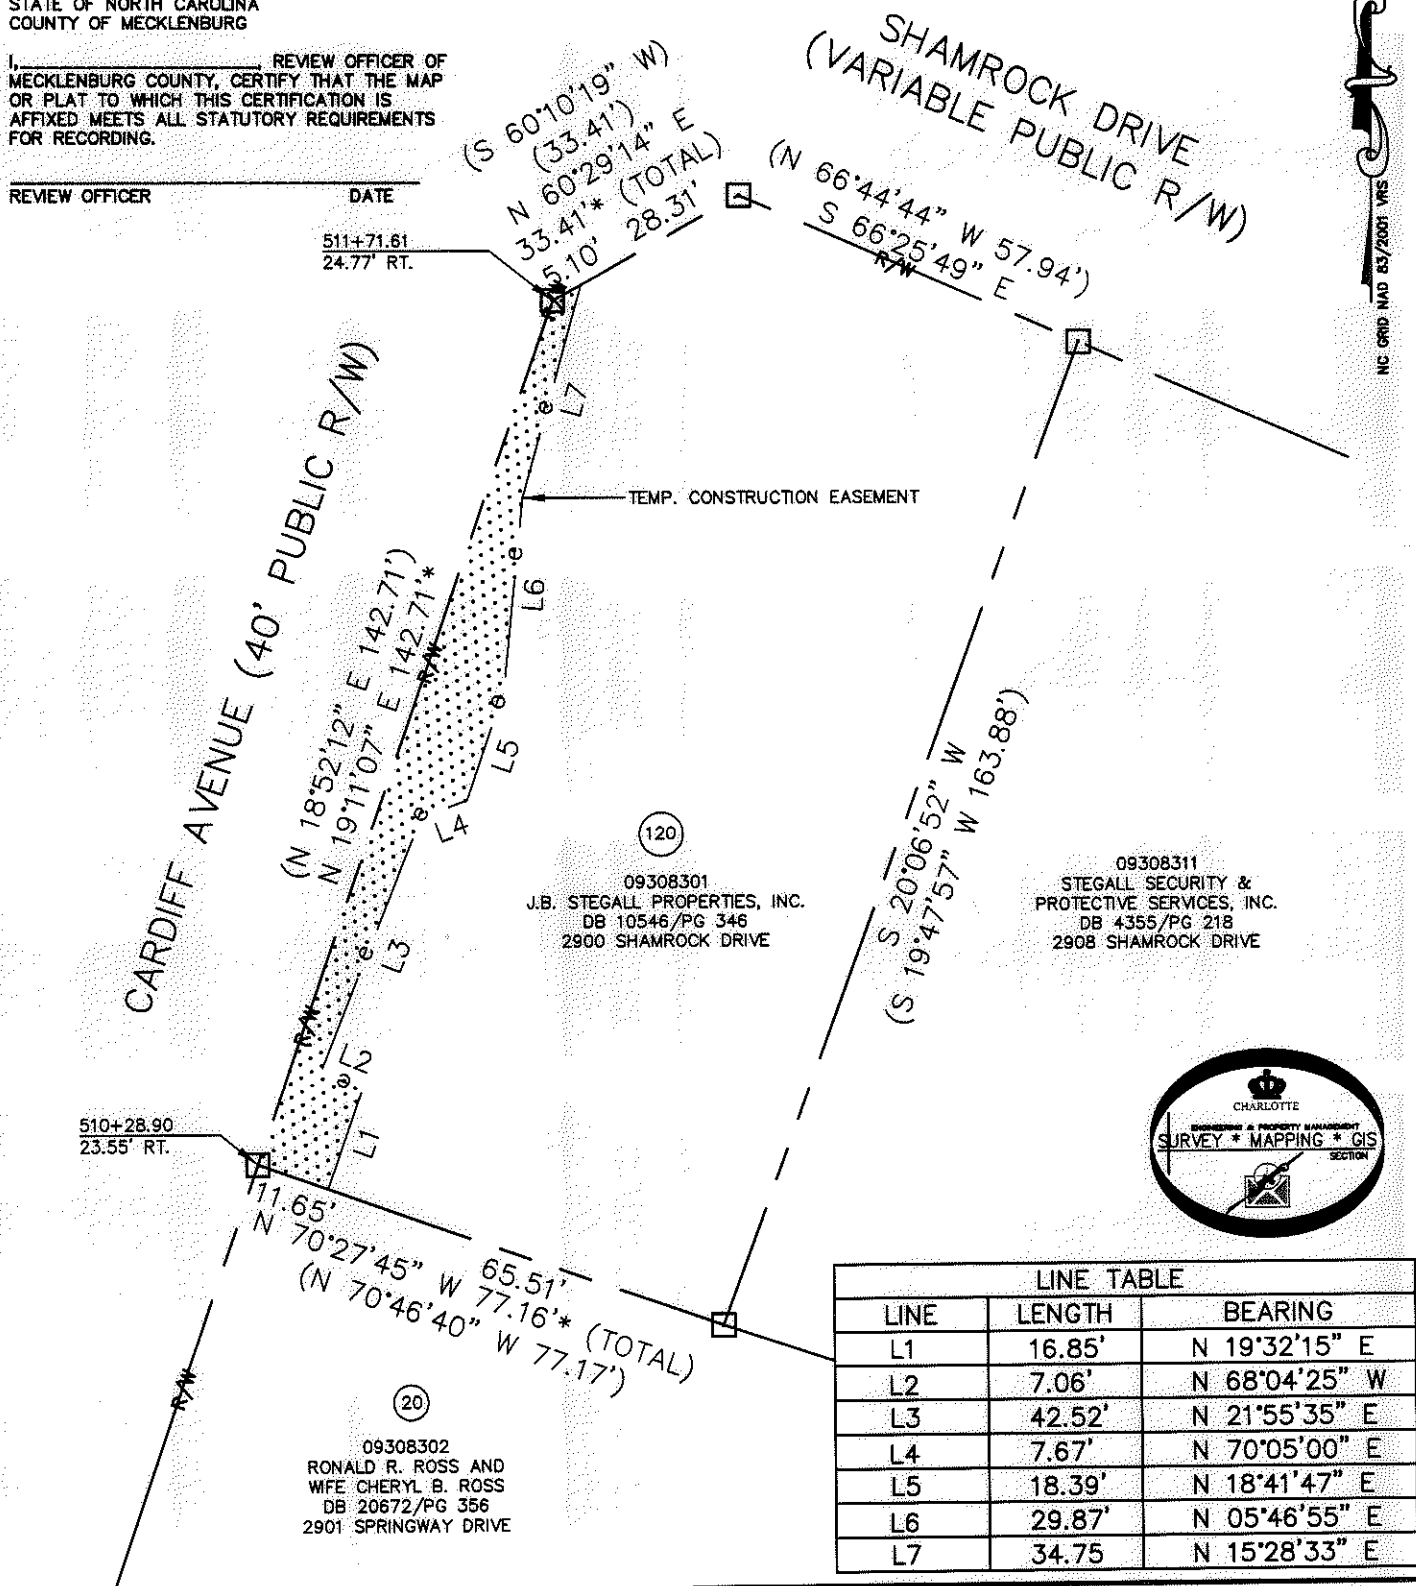 STATE OF NORTH CAROLINA
COUNTY OF MECKLENBURG
I,____________________, REVIEW OFFICER OF
MECKLENBURG COUNTY, CERTIFY THAT THE MAP
OR PLAT TO WHICH THIS CERTIFICATION IS
AFFIXED MEETS ALL STATUTORY REQUIREMENTS
FOR RECORDING.
REVIEW OFFICER DATE
SHAMROCK DRIVE
(VARIABLE PUBLIC R/W)
NC GRID NAD 83/2001 VRS
(S 60°10'19" W)
(33.41')
N 60°29'14" E
33.41'* (TOTAL)
5.10' 28.31'
(N 66°44'44" W 57.94')
S 66°25'49" E
R/W
511+71.61
24.77' RT.
CARDIFF AVENUE (40' PUBLIC R/W)
L7
TEMP. CONSTRUCTION EASEMENT
e
e
L6
(N 18°52'12" E 142.71')
N 19°11'07" E 142.71'*
R/W
e
L5
e
L4
S 20°06'52" W
(S 19°47'57" W 163.88')
120
09308301
J.B. STEGALL PROPERTIES, INC.
DB 10546/PG 346
2900 SHAMROCK DRIVE
09308311
STEGALL SECURITY &
PROTECTIVE SERVICES, INC.
DB 4355/PG 218
2908 SHAMROCK DRIVE
e
L3
R/W
L2
e
L1
510+28.90
23.55' RT.
11.65'
65.51'
N 70°27'45" W 77.16'* (TOTAL)
(N 70°46'40" W 77.17')
R/W
20
09308302
RONALD R. ROSS AND
WIFE CHERYL B. ROSS
DB 20672/PG 356
2901 SPRINGWAY DRIVE
CHARLOTTE
ENGINEERING & PROPERTY MANAGEMENT
SURVEY * MAPPING * GIS
SECTION
LINE TABLE
LINE LENGTH BEARING
L1 16.85' N 19°32'15" E
L2 7.06' N 68°04'25" W
L3 42.52' N 21°55'35" E
L4 7.67' N 70°05'00" E
L5 18.39' N 18°41'47" E
L6 29.87' N 05°46'55" E
L7 34.75 N 15°28'33" E